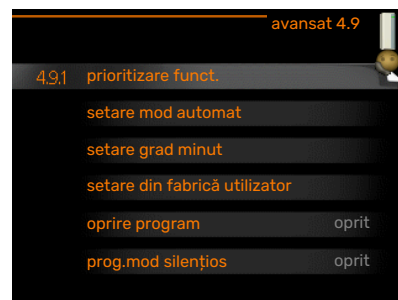 avansat 4.9
4.9.1 prioritizare funct.
setare mod automat
setare grad minut
setare din fabrică utilizator
oprire program oprit
prog.mod silențios oprit